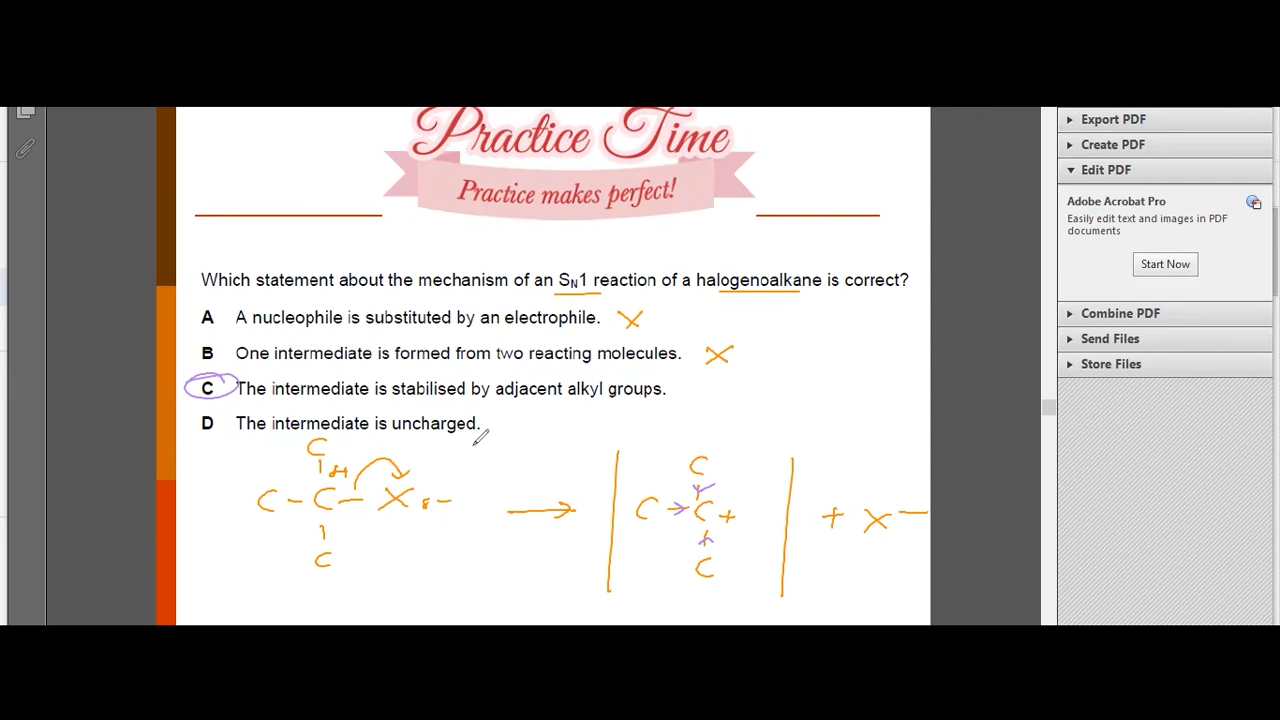 Practice Time
Practice makes perfect!
Which statement about the mechanism of an SN1 reaction of a halogenoalkane is correct?
A A nucleophile is substituted by an electrophile. X
B One intermediate is formed from two reacting molecules. X
C The intermediate is stabilised by adjacent alkyl groups.
D The intermediate is uncharged.
C
C - C - X δ-
C
C
C C +
C
+ X -
Export PDF
Create PDF
Edit PDF
Adobe Acrobat Pro
Easily edit text and images in PDF
documents
Start Now
Combine PDF
Send Files
Store Files